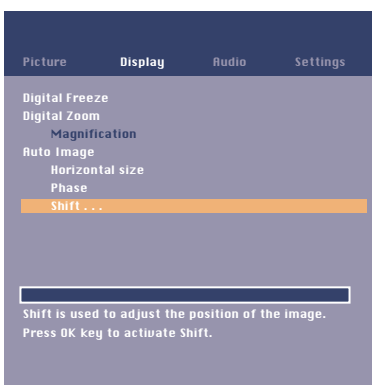 Picture Display Audio Settings
Digital Freeze
Digital Zoom
Magnification
Auto Image
Horizontal size
Phase
Shift . . .
Shift is used to adjust the position of the image.
Press OK key to activate Shift.